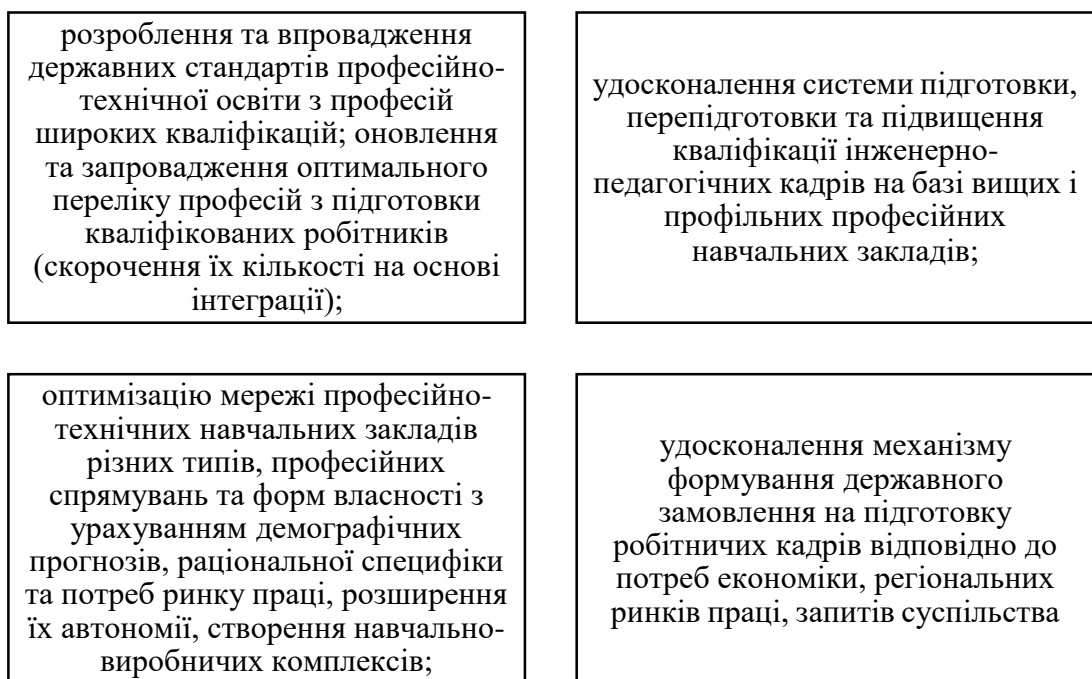 розроблення та впровадження
державних стандартів професійно-
технічної освіти з професій
широких кваліфікацій; оновлення
та запровадження оптимального
переліку професій з підготовки
кваліфікованих робітників
(скорочення їх кількості на основі
інтеграції);
удосконалення системи підготовки,
перепідготовки та підвищення
кваліфікації інженерно-
педагогічних кадрів на базі вищих і
профільних професійних
навчальних закладів;
оптимізацію мережі професійно-
технічних навчальних закладів
різних типів, професійних
спрямувань та форм власності з
урахуванням демографічних
прогнозів, раціональної специфіки
та потреб ринку праці, розширення
їх автономії, створення навчально-
виробничих комплексів;
удосконалення механізму
формування державного
замовлення на підготовку
робітничих кадрів відповідно до
потреб економіки, регіональних
ринків праці, запитів суспільства